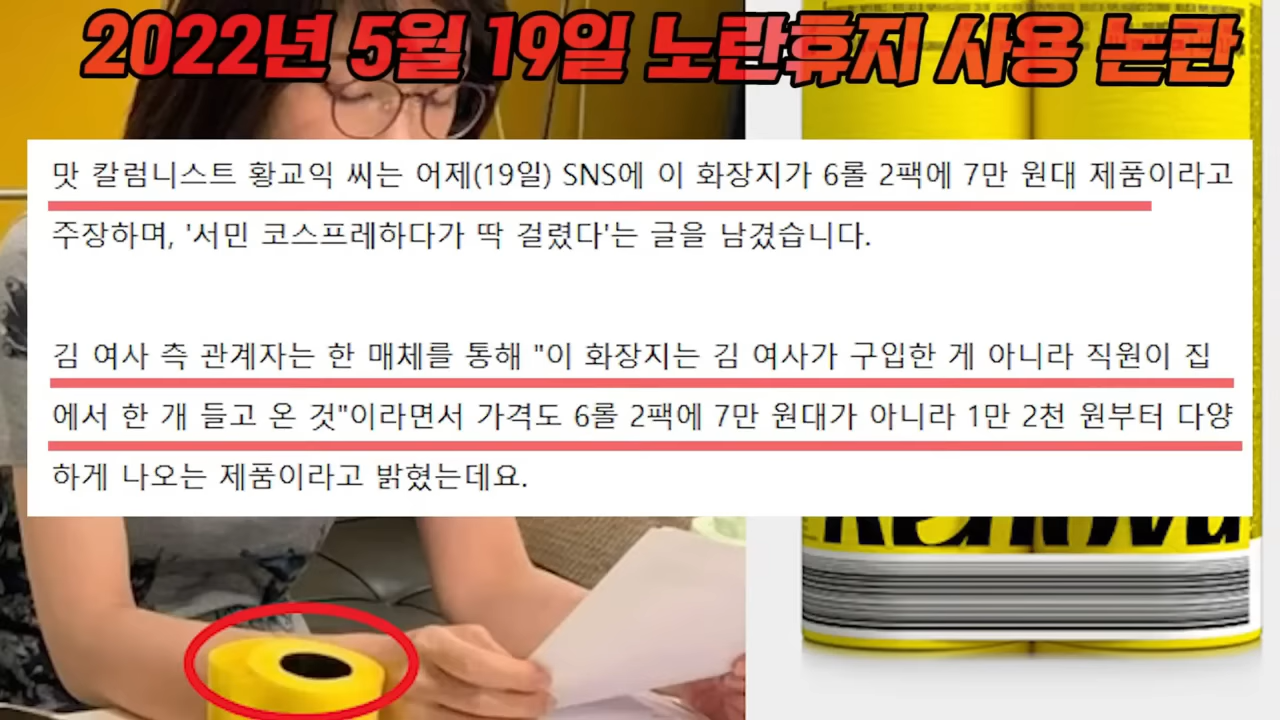 2022년 5월 19일 노란휴지 사용 논란
맛 칼럼니스트 황교익 씨는 어제(19일) SNS에 이 화장지가 6롤 2팩에 7만 원대 제품이라고
주장하며, '서민 코스프레하다가 딱 걸렸다'는 글을 남겼습니다.
김 여사 측 관계자는 한 매체를 통해 "이 화장지는 김 여사가 구입한 게 아니라 직원이 집
에서 한 개 들고 온 것"이라면서 가격도 6롤 2팩에 7만 원대가 아니라 1만 2천 원부터 다양
하게 나오는 제품이라고 밝혔는데요.